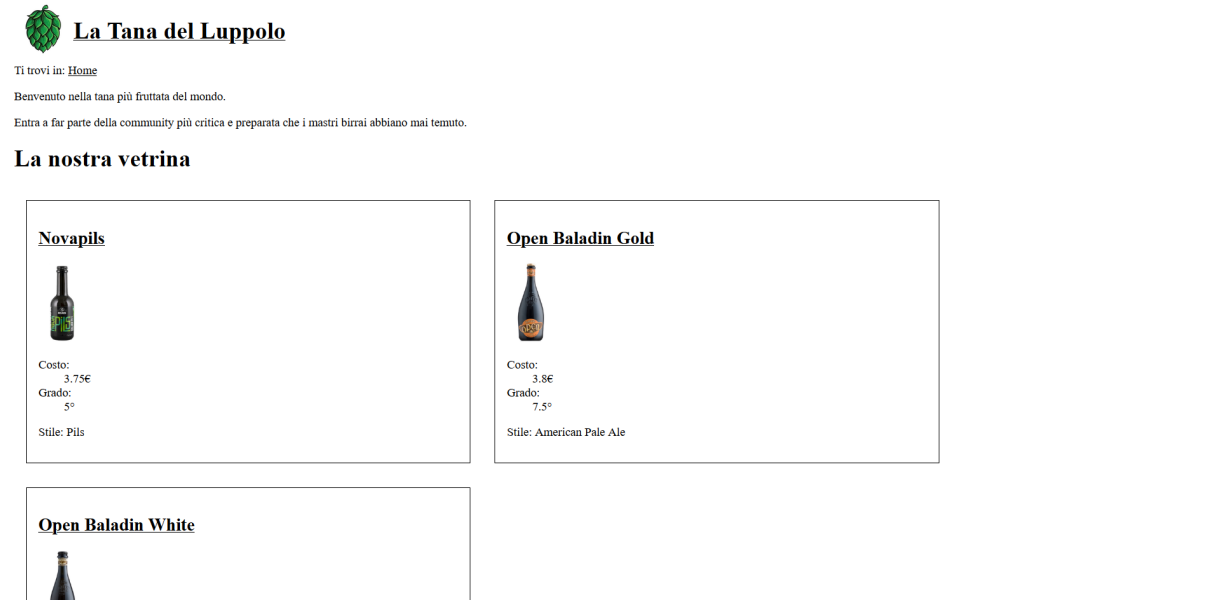 La Tana del Luppolo
Ti trovi in: Home
Benvenuto nella tana più fruttata del mondo.
Entra a far parte della community più critica e preparata che i mastri birrai abbiano mai temuto.
La nostra vetrina
Novapils
Costo:
3.75€
Grado:
5°
Stile: Pils
Open Baladin Gold
Costo:
3.8€
Grado:
7.5°
Stile: American Pale Ale
Open Baladin White